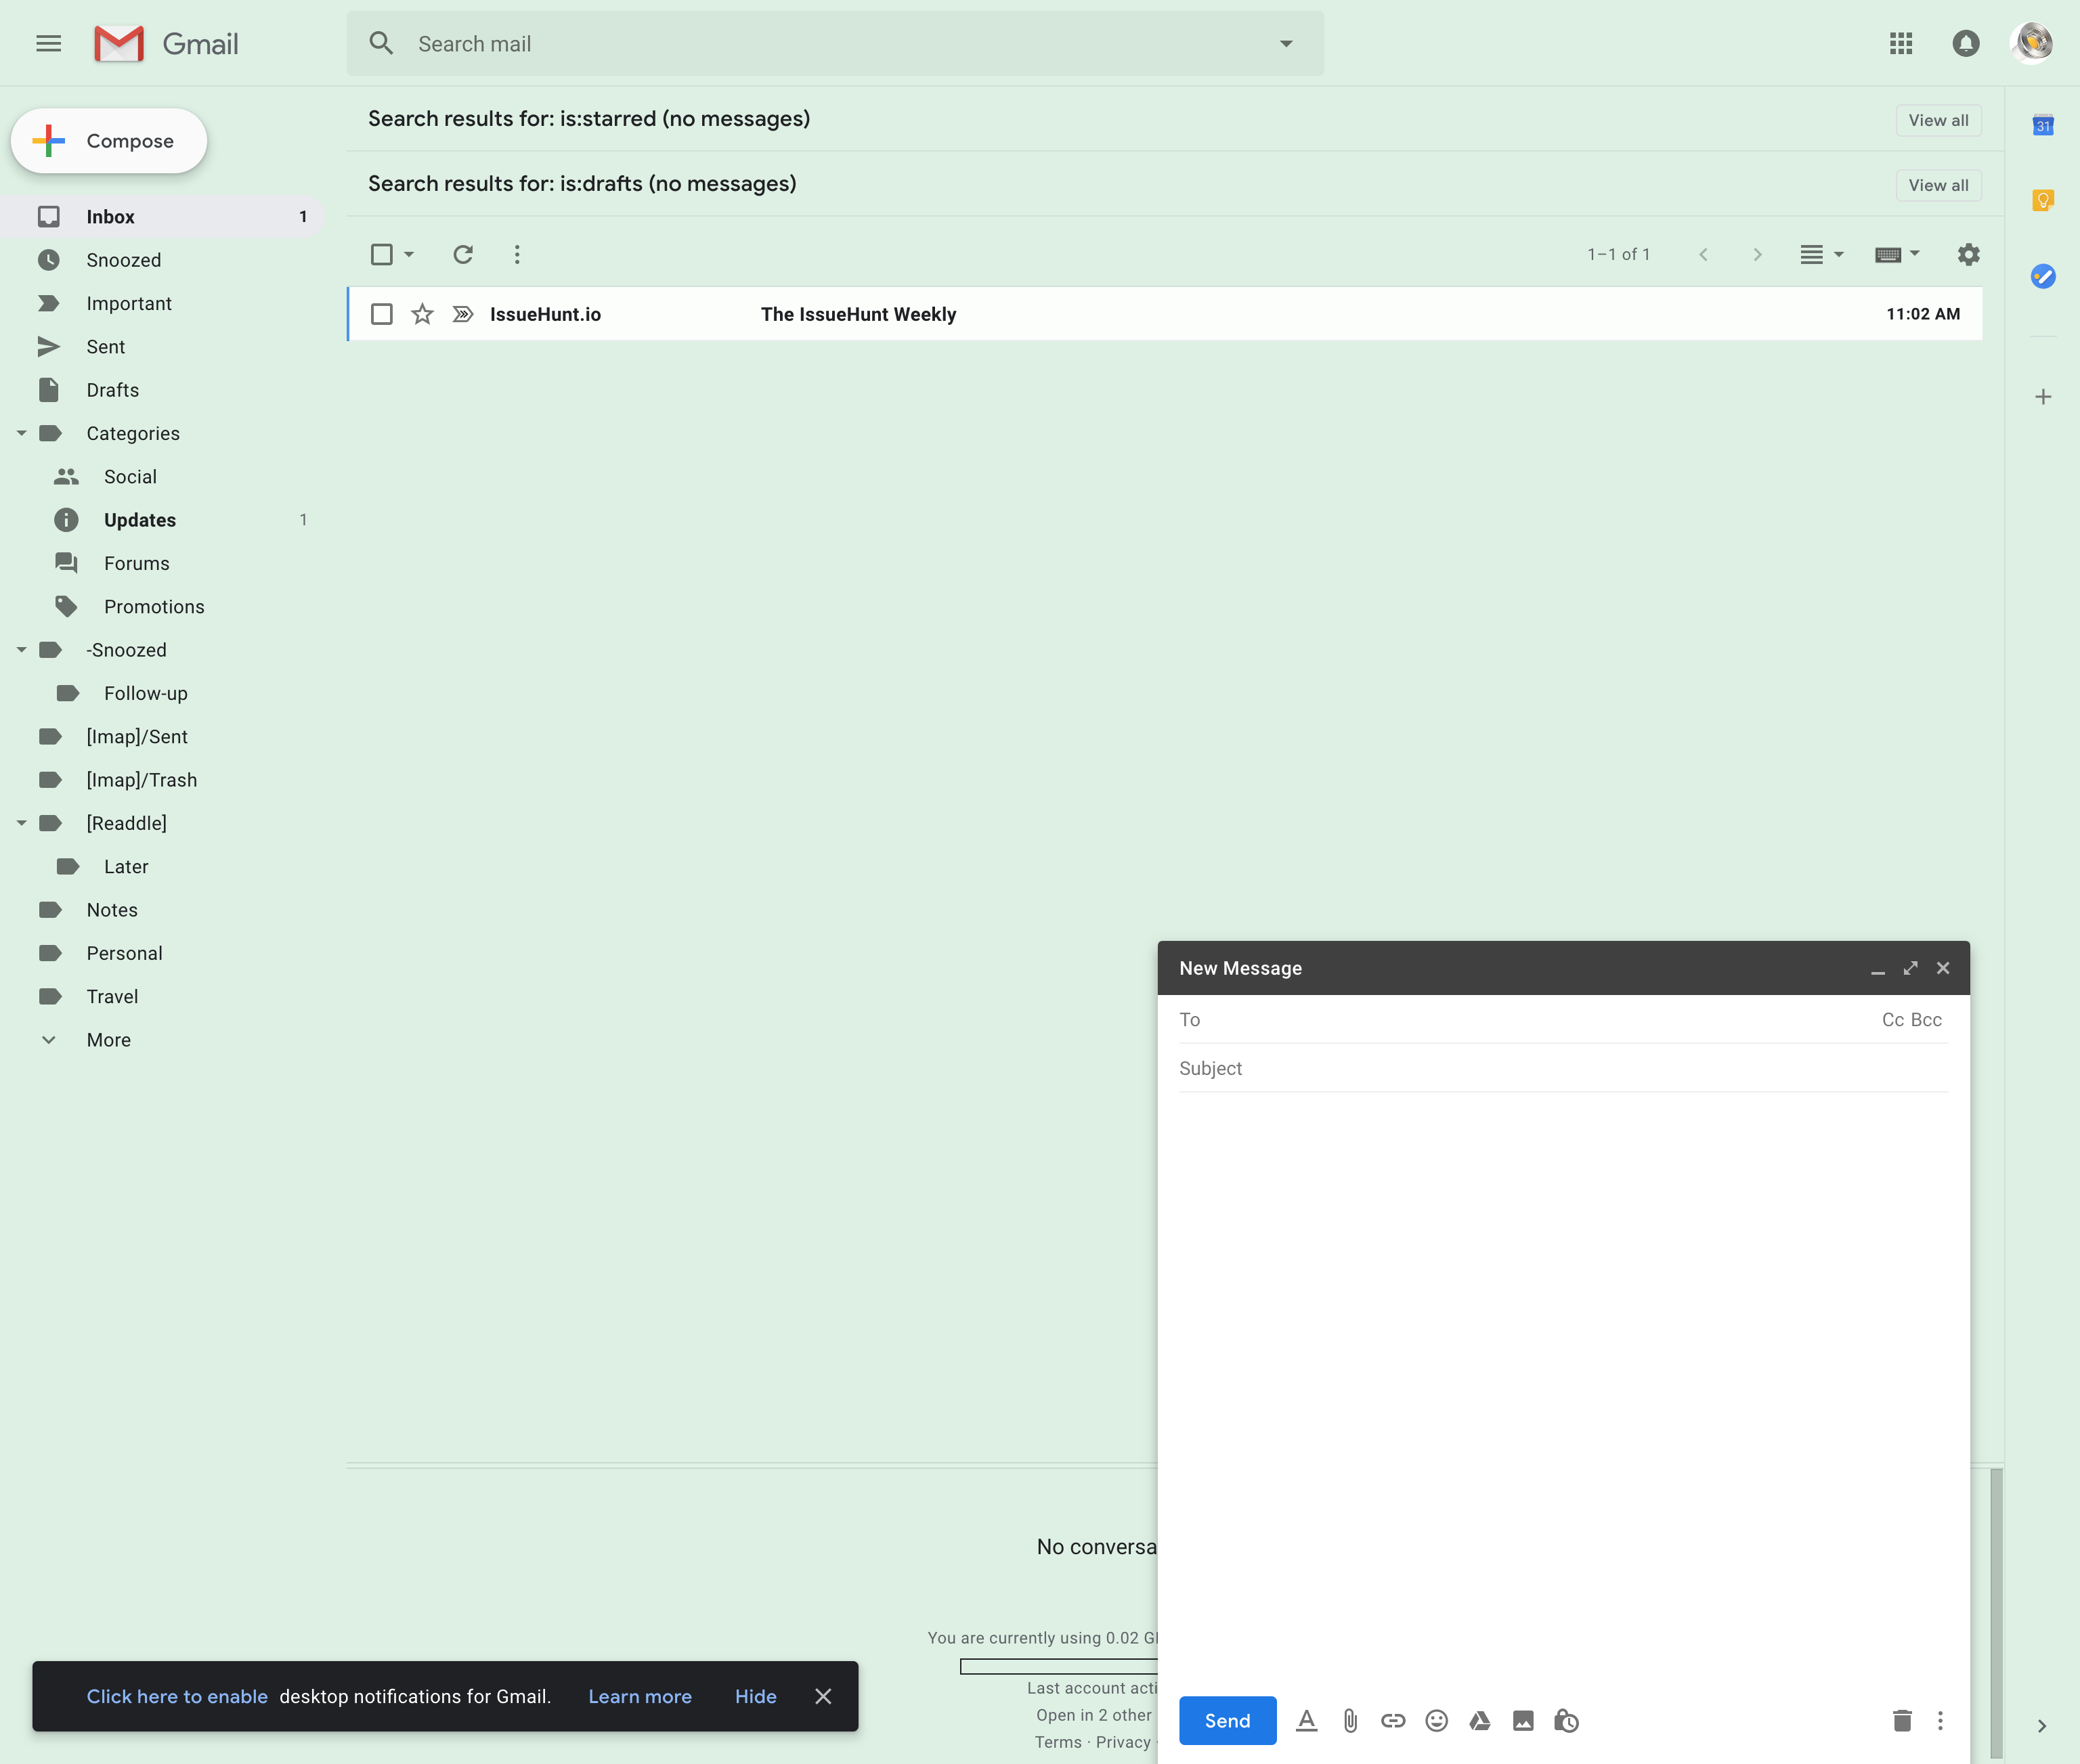 Gmail
Search mail
Compose
Search results for: is:starred (no messages)
View all
Search results for: is:drafts (no messages)
View all
Inbox 1
Snoozed
Important
Sent
Drafts
Categories
Social
Updates 1
Forums
Promotions
-Snoozed
Follow-up
[Imap]/Sent
[Imap]/Trash
[Readdle]
Later
Notes
Personal
Travel
More
1–1 of 1
IssueHunt.io The IssueHunt Weekly 11:02 AM
31
New Message
To Cc Bcc
Subject
Send
No conversa
You are currently using 0.02 G
Last account acti
Open in 2 other
Terms · Privacy ·
Click here to enable desktop notifications for Gmail. Learn more Hide